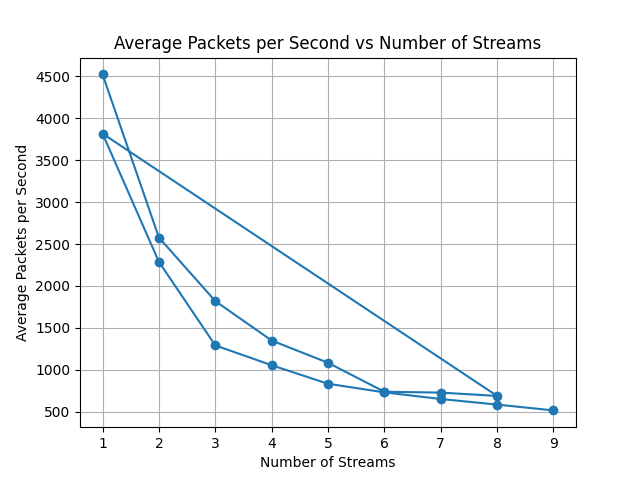 Average Packets per Second vs Number of Streams
Average Packets per Second
4500
4000
3500
3000
2500
2000
1500
1000
500
1 2 3 4 5 6 7 8 9
Number of Streams